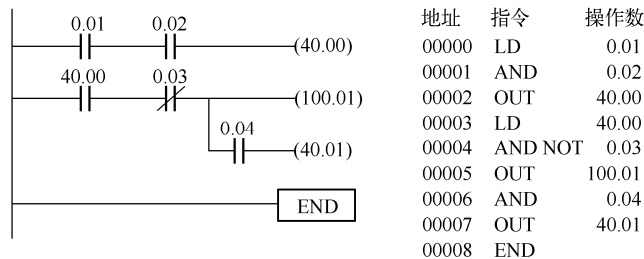 0.01 0.02
(40.00)
40.00 0.03
(100.01)
0.04
(40.01)
END
地址 指令 操作数
00000 LD 0.01
00001 AND 0.02
00002 OUT 40.00
00003 LD 40.00
00004 AND NOT 0.03
00005 OUT 100.01
00006 AND 0.04
00007 OUT 40.01
00008 END